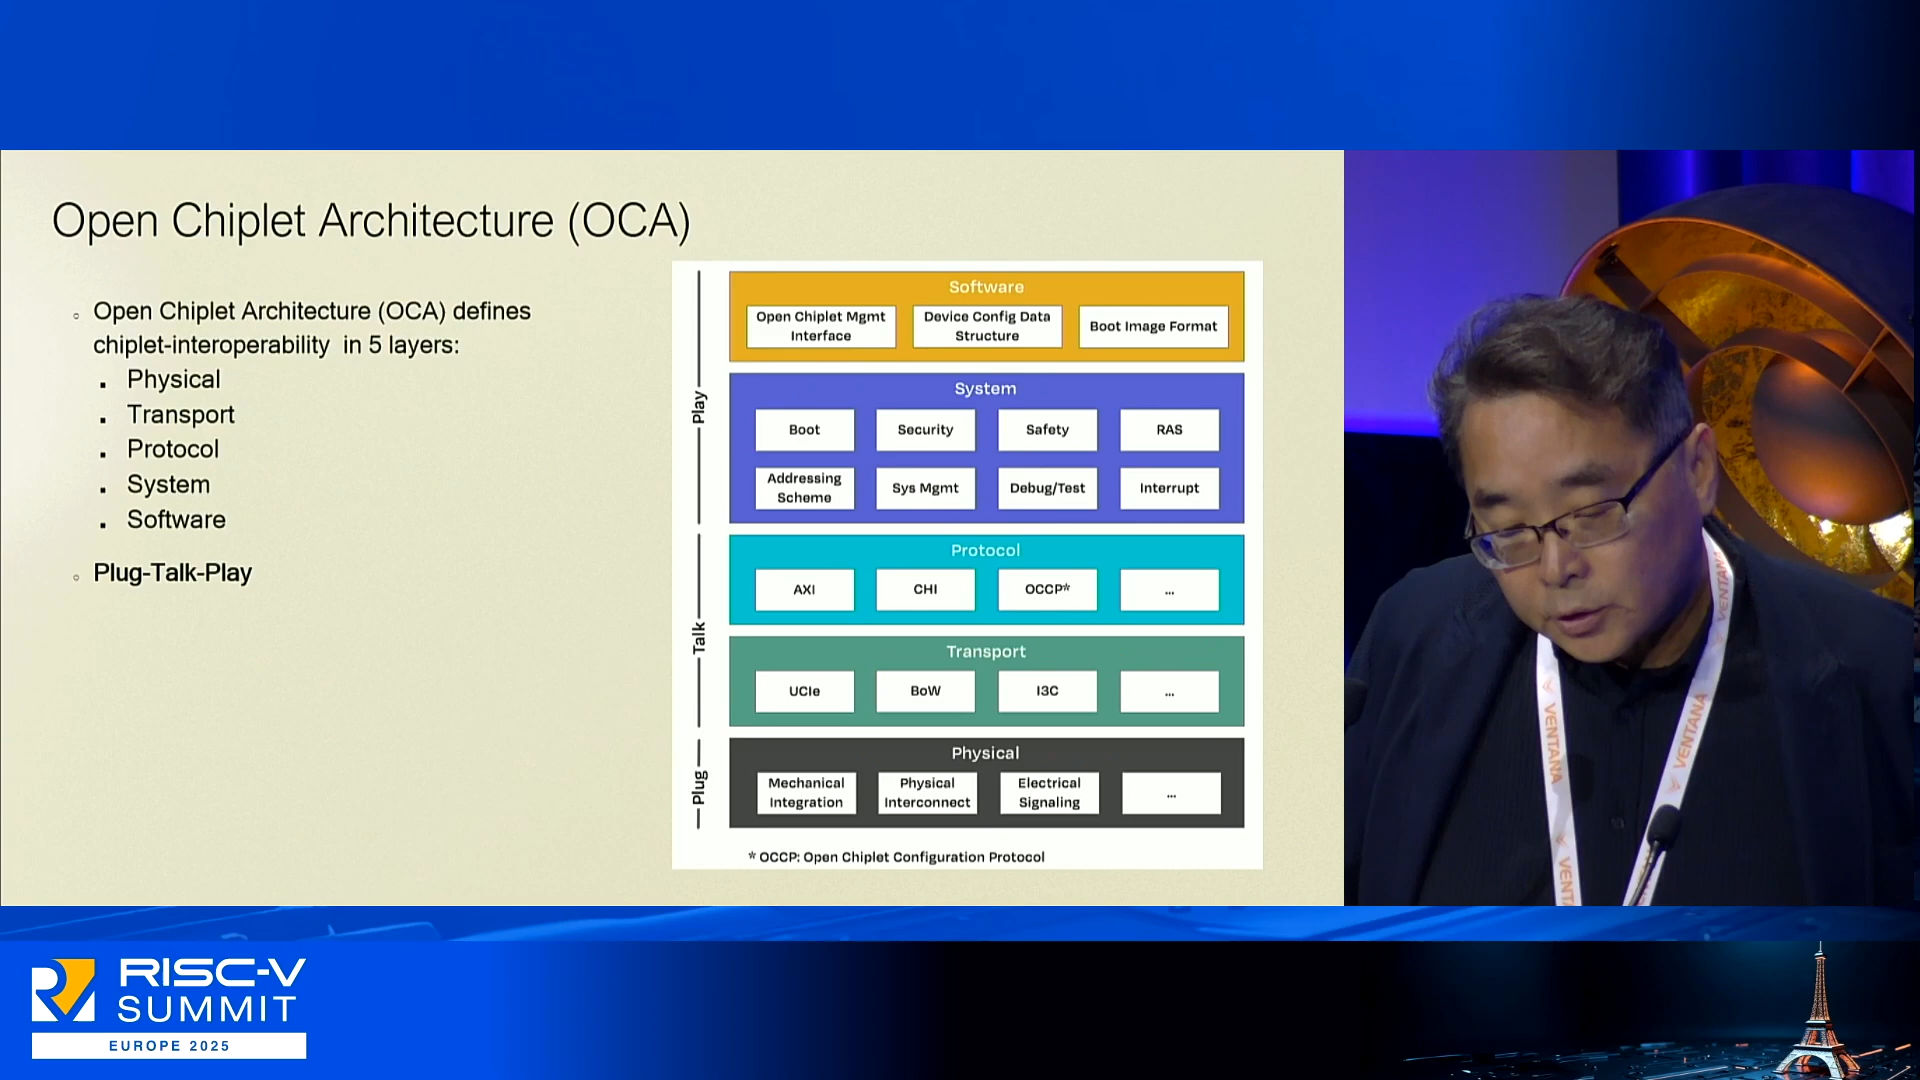 Open Chiplet Architecture (OCA)
Open Chiplet Architecture (OCA) defines
chiplet-interoperability in 5 layers:
Physical
Transport
Protocol
System
Software
Plug-Talk-Play
Play
Talk
Plug
Software
Open Chiplet Mgmt
Interface
Device Config Data
Structure
Boot Image Format
System
Boot
Security
Safety
RAS
Addressing
Scheme
Sys Mgmt
Debug/Test
Interrupt
Protocol
AXI
CHI
OCCP*
...
Transport
UCIe
BoW
I3C
...
Physical
Mechanical
Integration
Physical
Interconnect
Electrical
Signaling
...
* OCCP: Open Chiplet Configuration Protocol
VENTANA
VENTANA
VENTANA
VENT
RISC-V
SUMMIT
EUROPE 2025